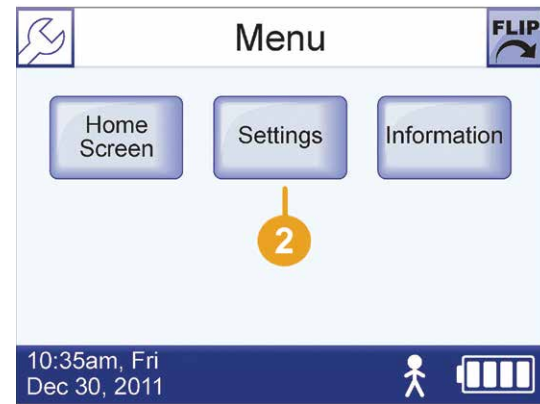 Menu
FLIP
Home
Screen
Settings
Information
2
10:35am, Fri
Dec 30, 2011